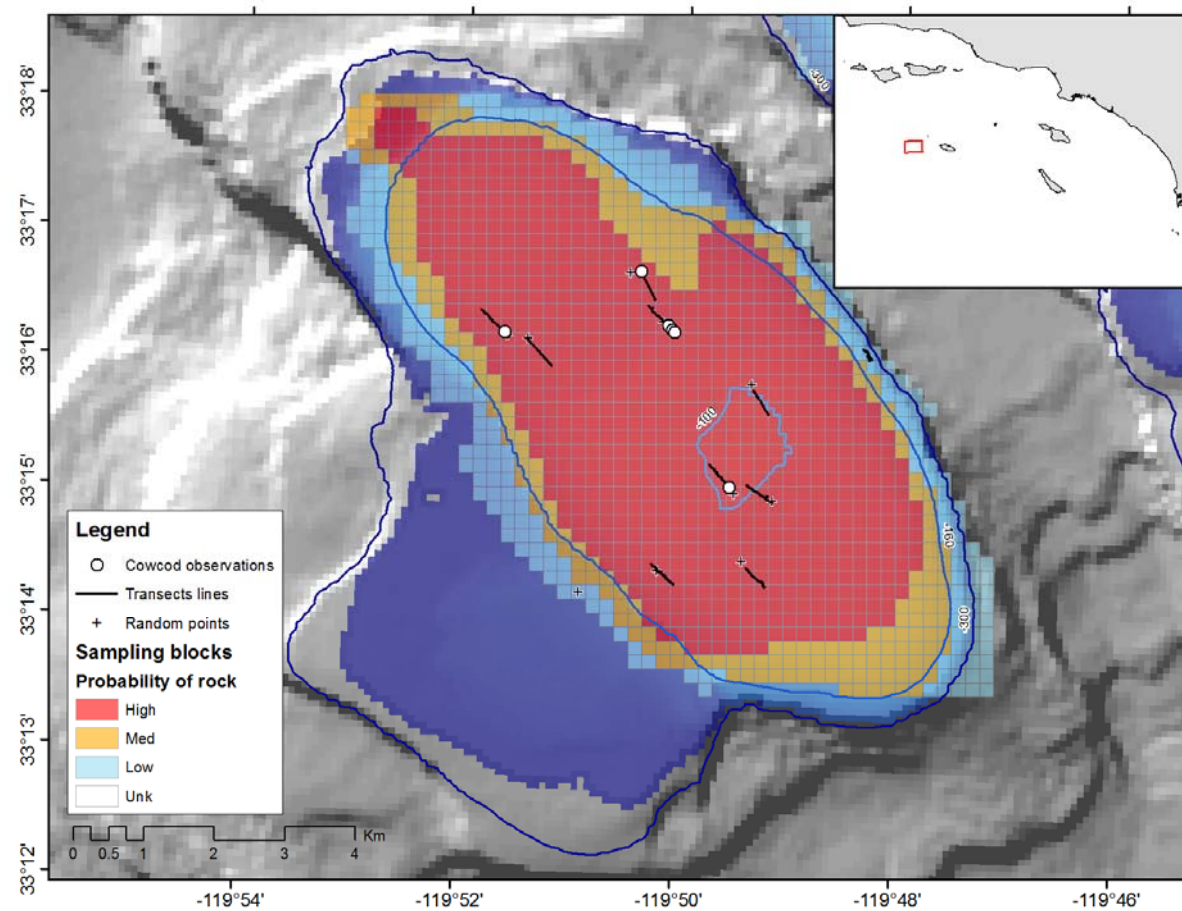 33°18'
33°17'
33°16'
33°15'
33°14'
33°13'
33°12'
-300
-100
-160
-300
Legend
Cowcod observations
Transects lines
Random points
Sampling blocks
Probability of rock
High
Med
Low
Unk
Km
0 0.5 1 2 3 4
-119°54' -119°52' -119°50' -119°48' -119°46'